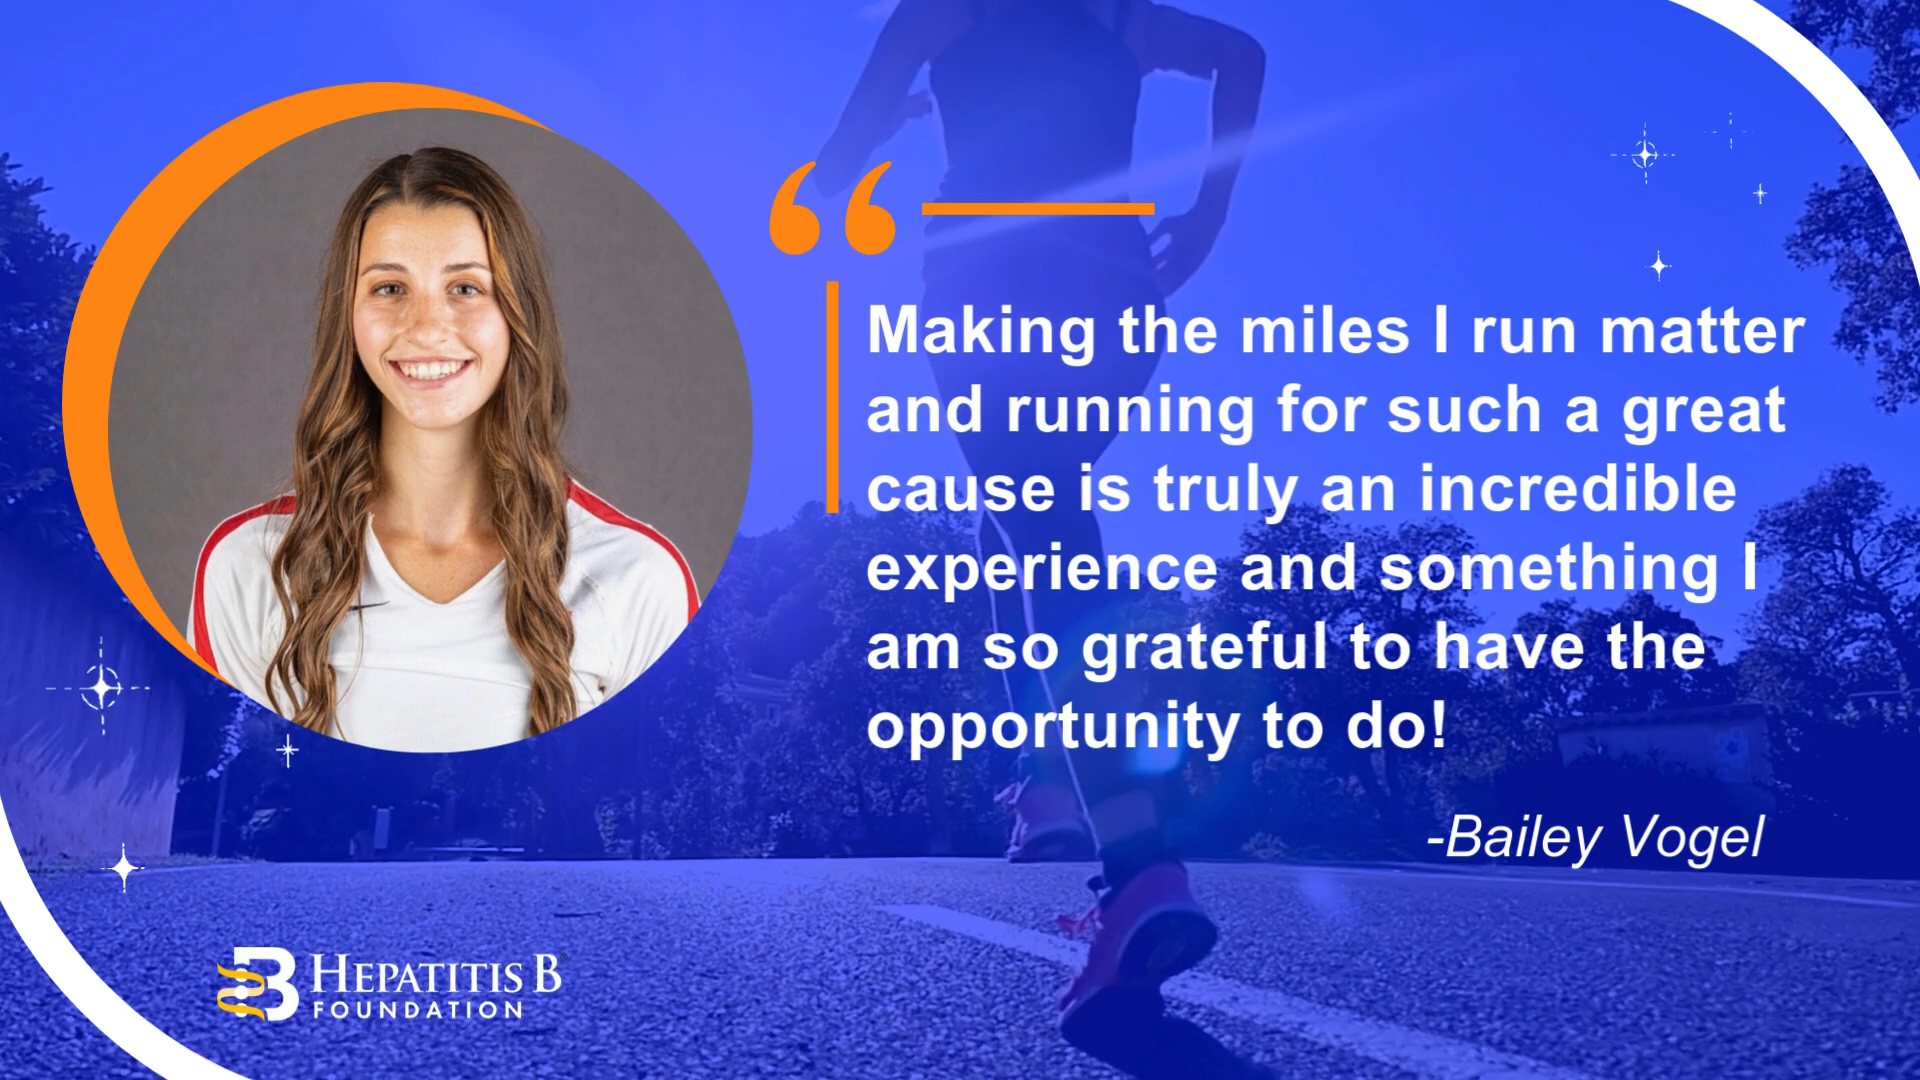 “
Making the miles I run matter
and running for such a great
cause is truly an incredible
experience and something I
am so grateful to have the
opportunity to do!
-Bailey Vogel
B HEPATITIS B
FOUNDATION